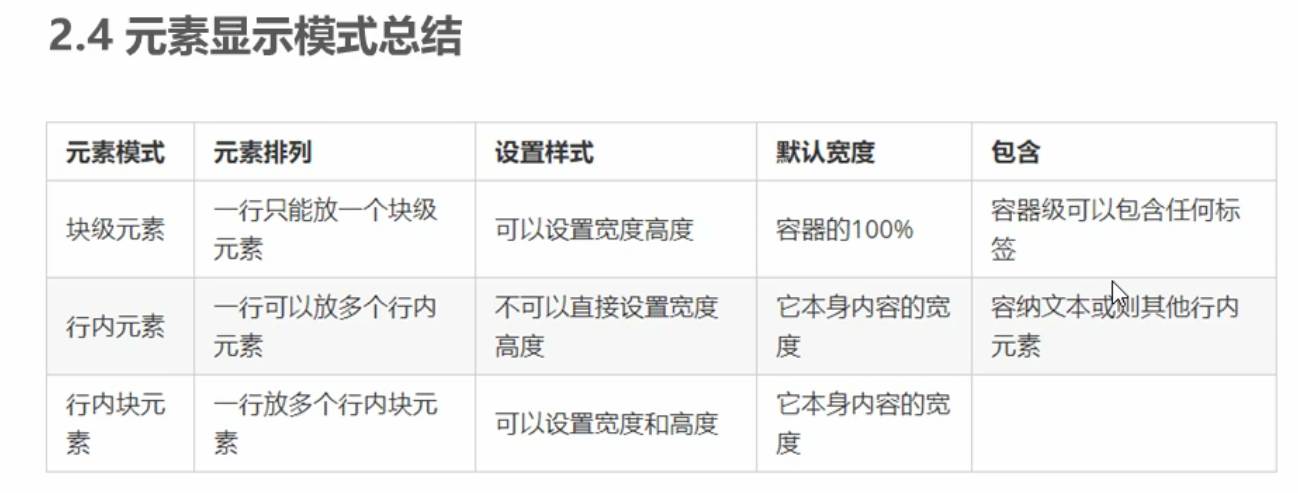 2.4 元素显示模式总结
元素模式 元素排列 设置样式 默认宽度 包含
块级元素 一行只能放一个块级元素 可以设置宽度高度 容器的100% 容器级可以包含任何标签
行内元素 一行可以放多个行内元素 不可以直接设置宽度高度 它本身内容的宽度 容纳文本或则其他行内元素
行内块元素 一行放多个行内块元素 可以设置宽度和高度 它本身内容的宽度